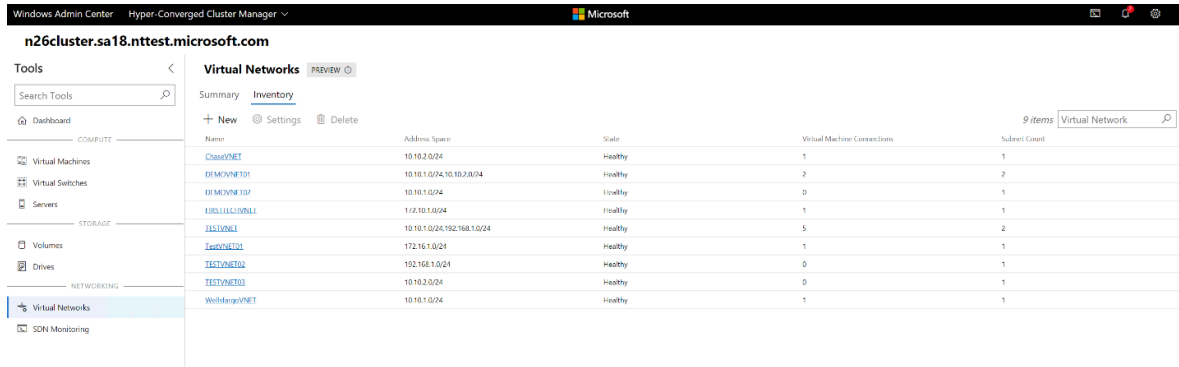 Windows Admin Center Hyper-Converged Cluster Manager Microsoft
n26cluster.sa18.nttest.microsoft.com
Tools
Search Tools
Dashboard
COMPUTE
Virtual Machines
Virtual Switches
Servers
STORAGE
Volumes
Drives
NETWORKING
Virtual Networks
SDN Monitoring
Virtual Networks PREVIEW
Summary Inventory
New Settings Delete 9 items Virtual Network
Name Address Space State Virtual Machine Connections Subnet Count
ChaseVNET 10.10.2.0/24 Healthy 1 1
DEMOVNET01 10.10.1.0/24,10.10.2.0/24 Healthy 2 2
DEMOVNET02 10.10.1.0/24 Healthy 0 1
FIRSTTECHVNET 172.10.1.0/24 Healthy 1 1
TESTVNET 10.10.1.0/24,192.168.1.0/24 Healthy 5 2
TestVNET01 172.16.1.0/24 Healthy 1 1
TESTVNET02 192.168.1.0/24 Healthy 0 1
TESTVNET03 10.10.2.0/24 Healthy 0 1
WellsfargoVNET 10.10.1.0/24 Healthy 1 1